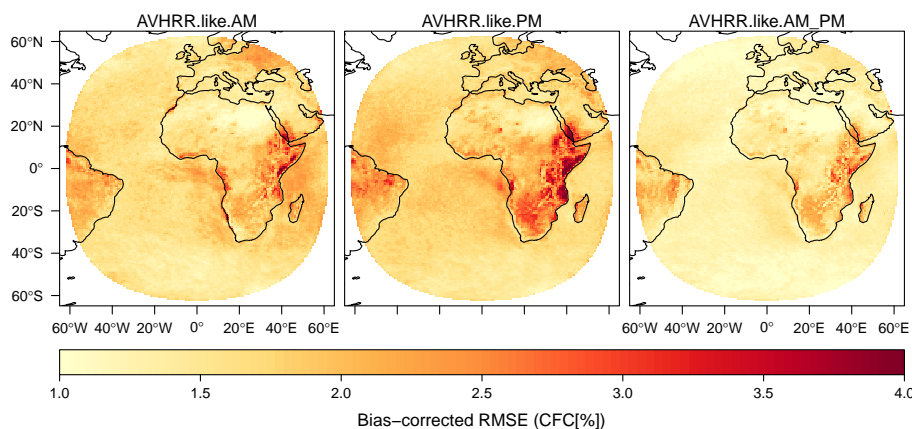 AVHRR.like.AM AVHRR.like.PM AVHRR.like.AM_PM
60°N
40°N
20°N
0°
20°S
40°S
60°S
60°W 40°W 20°W 0° 20°E 40°E 60°E 60°W 40°W 20°W 0° 20°E 40°E 60°E
1.0 1.5 2.0 2.5 3.0 3.5 4.0
Bias−corrected RMSE (CFC[%])